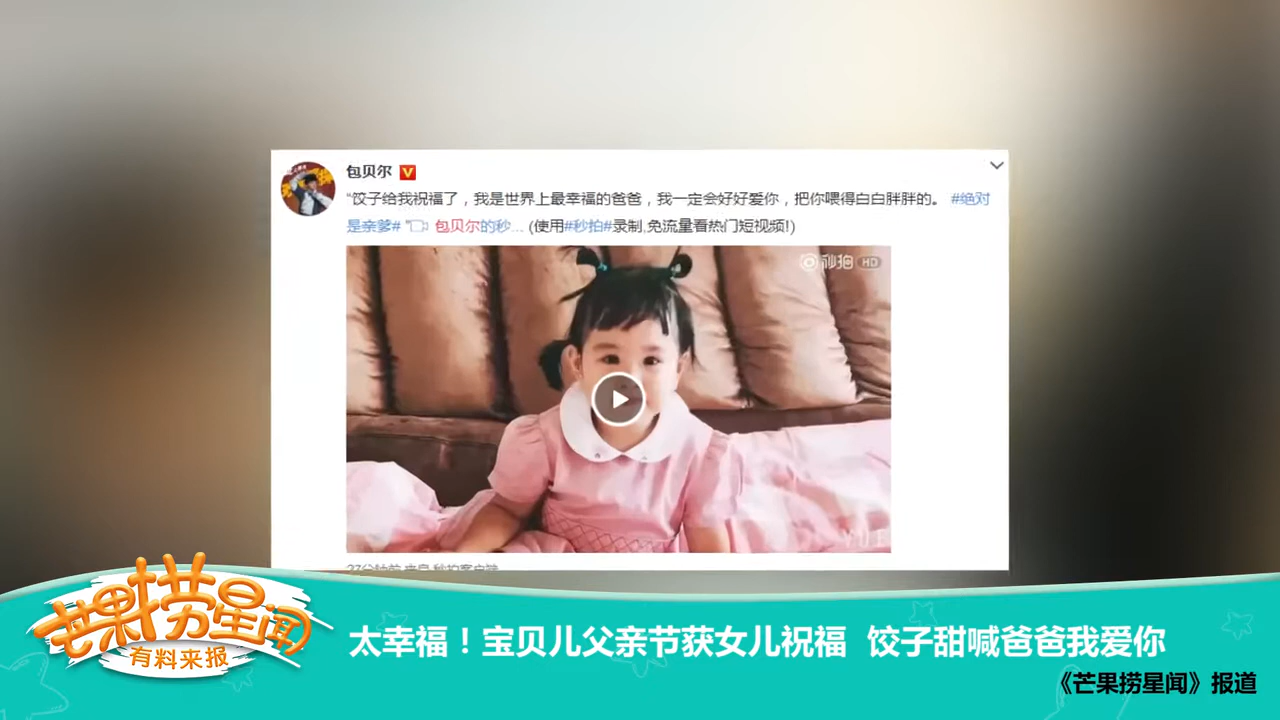 包贝尔
“饺子给我祝福了，我是世界上最幸福的爸爸，我一定会好好爱你，把你喂得白白胖胖的。 #绝对
是亲爹# 包贝尔的秒... (使用#秒拍#录制,免流量看热门短视频!)
秒拍 HD
YUE
芒果捞星闻
有料来报
太幸福！宝贝儿父亲节获女儿祝福 饺子甜喊爸爸我爱你
《芒果捞星闻》报道